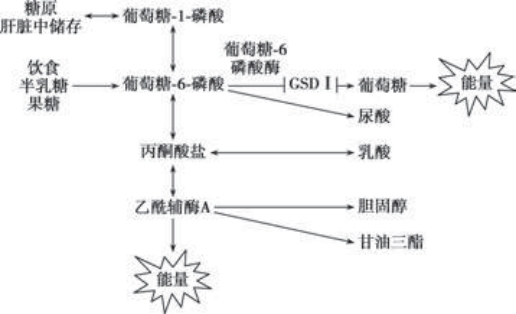 糖原
肝脏中储存
葡萄糖-1-磷酸
饮食
半乳糖
果糖
葡萄糖-6-磷酸
葡萄糖-6
磷酸酶
GSD Ⅰ
葡萄糖
能量
尿酸
丙酮酸盐
乳酸
乙酰辅酶A
胆固醇
甘油三酯
能量